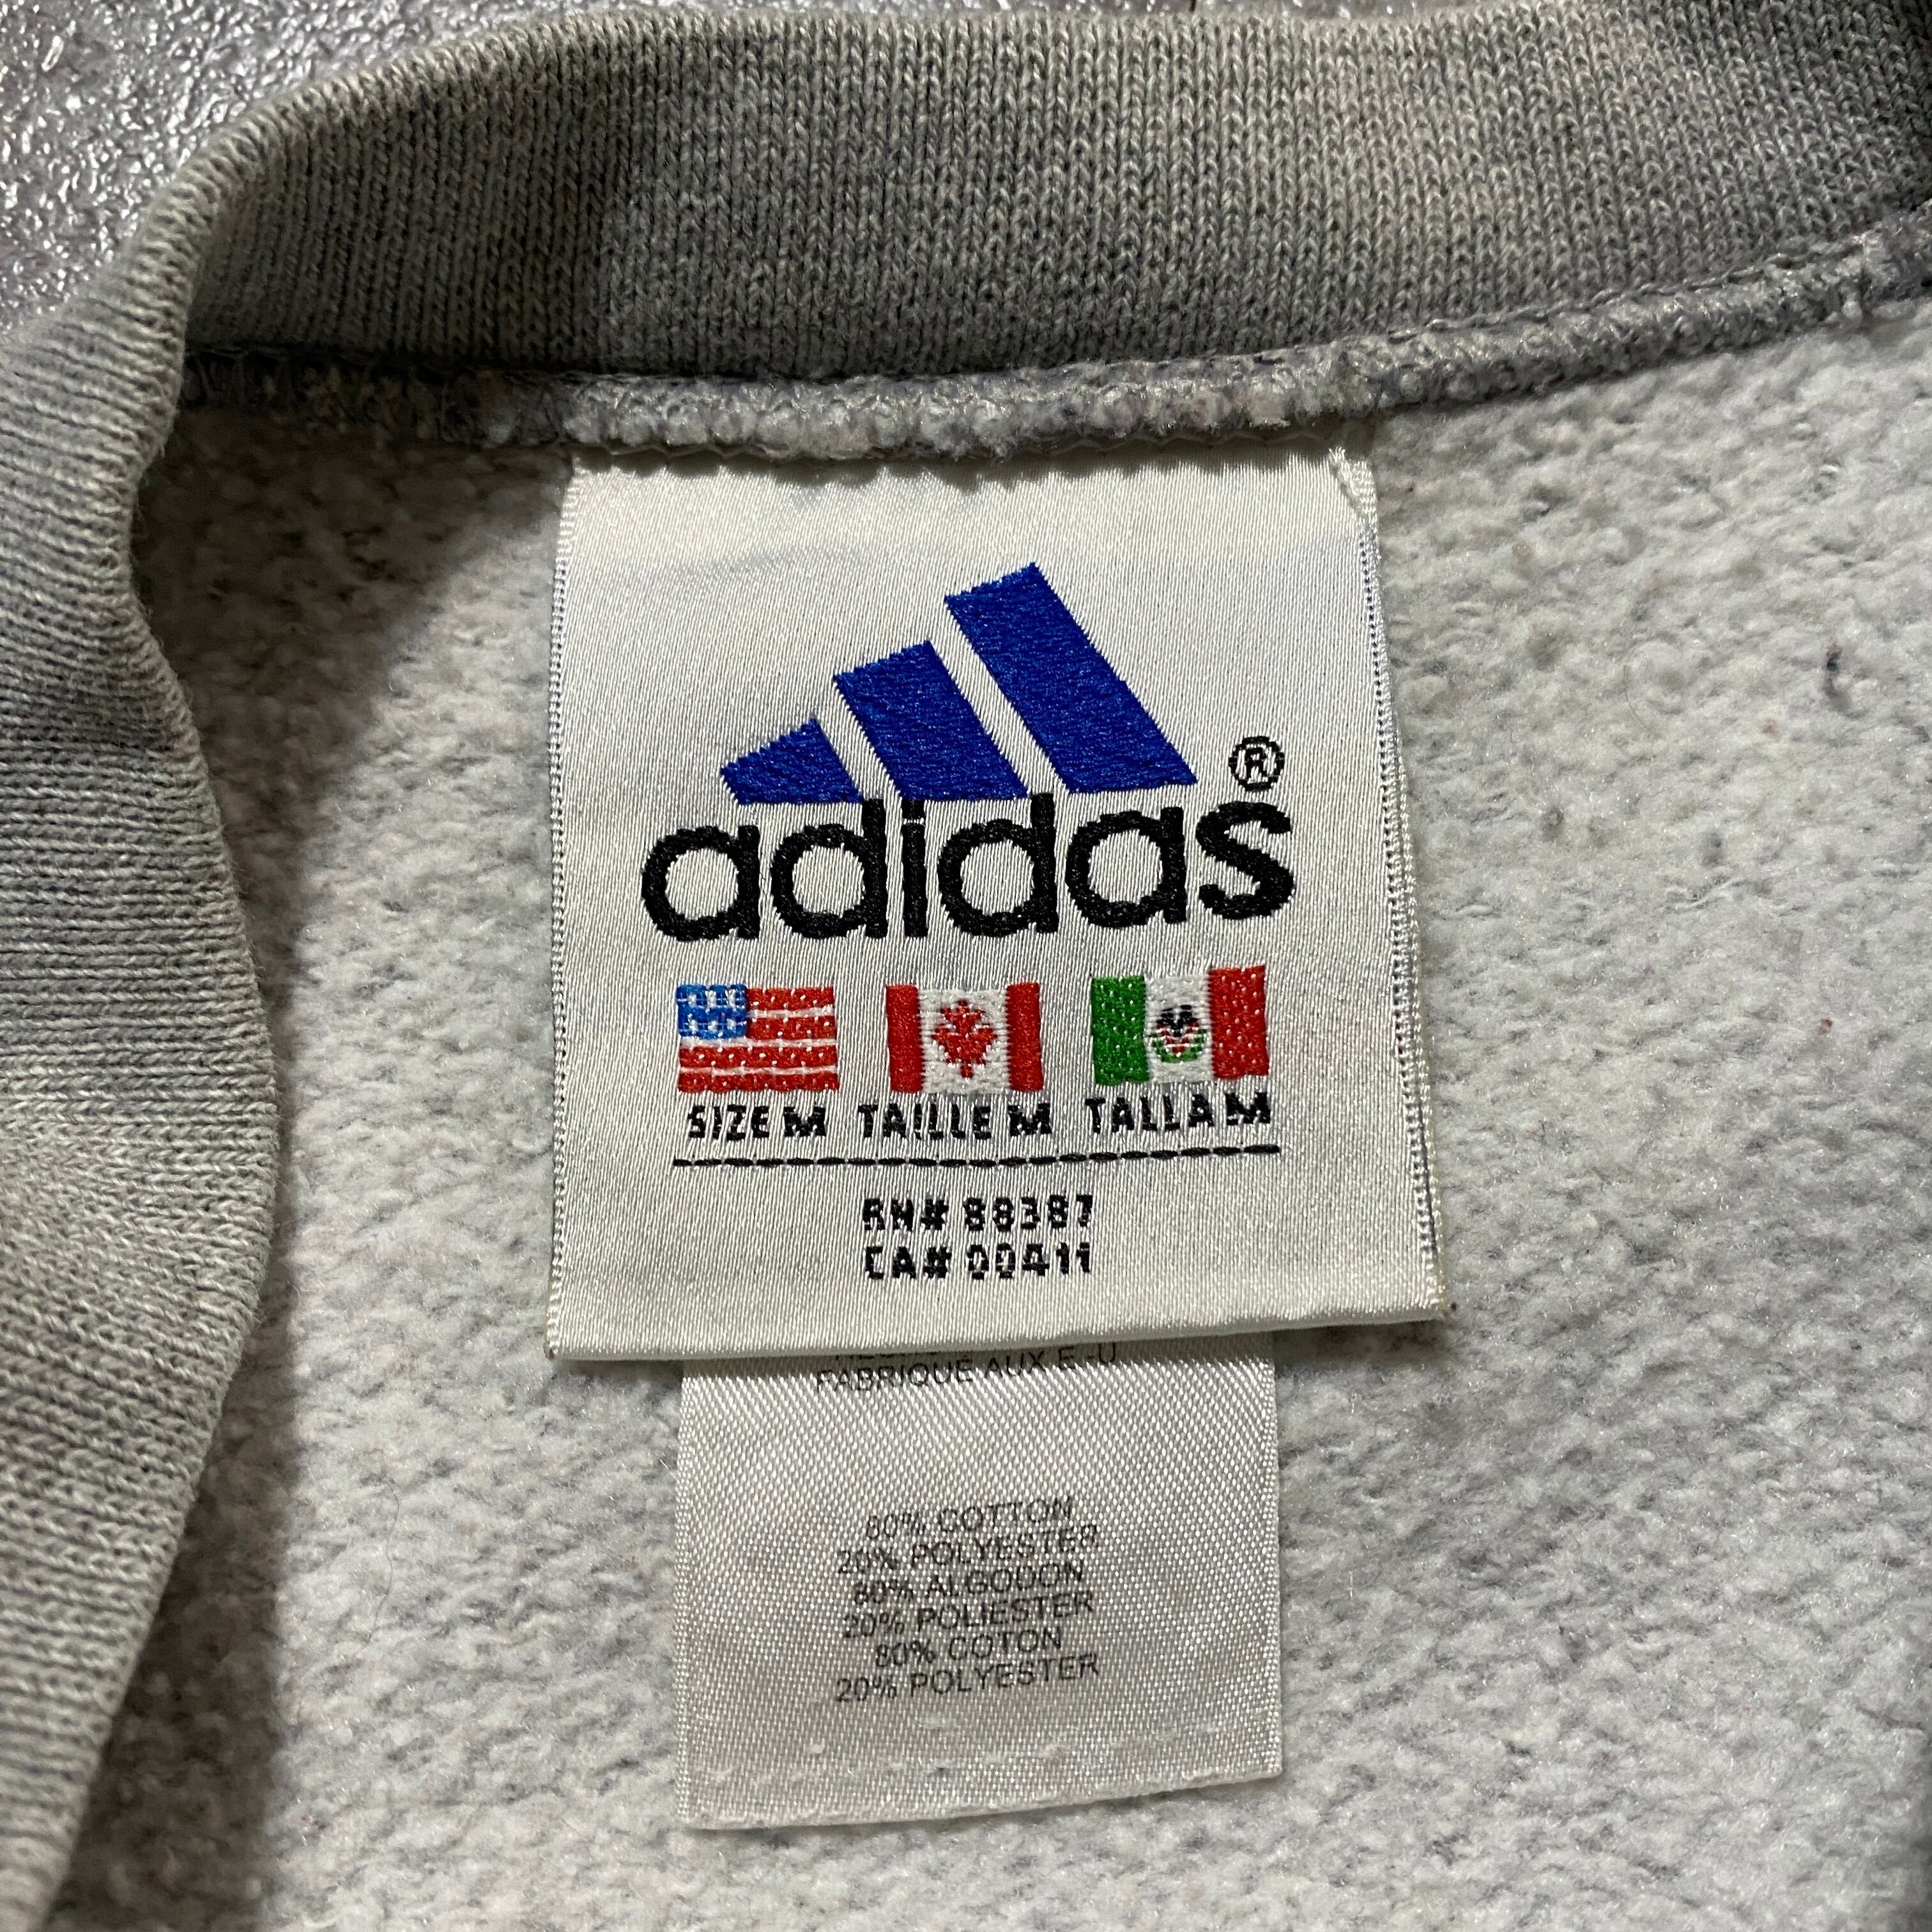 ®
adidas
SIZE M TAILLE M TALLA M
RN# 88387
CA# 00411
FABRIQUÉ AUX E.-U
80% COTTON
20% POLYESTER
80% ALGODON
20% POLIESTER
80% COTON
20% POLYESTER